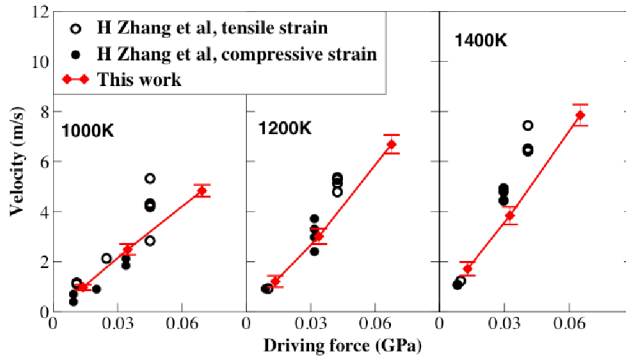 H Zhang et al, tensile strain
H Zhang et al, compressive strain
This work
1000K
1200K
1400K
Velocity (m/s)
12
10
8
6
4
2
0
0 0.03 0.06 0 0.03 0.06 0 0.03 0.06
Driving force (GPa)